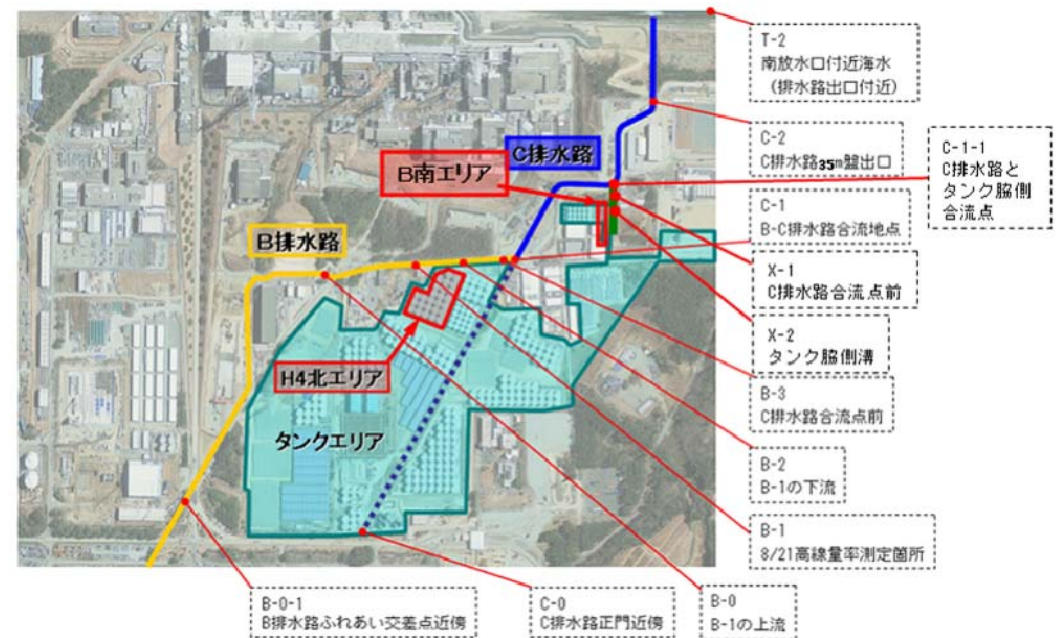 T-2
南放水口付近海水
(排水路出口付近)
C-2
C排水路35m盤出口
C-1-1
C排水路と
タンク脇側
合流点
C-1
B-C排水路合流地点
X-1
C排水路合流点前
X-2
タンク脇側溝
B-3
C排水路合流点前
B-2
B-1の下流
B-1
8/21高線量率測定箇所
B-0
B-1の上流
C-0
C排水路正門近傍
B-0-1
B排水路ふれあい交差点近傍
C排水路
B南エリア
B排水路
H4北エリア
タンクエリア